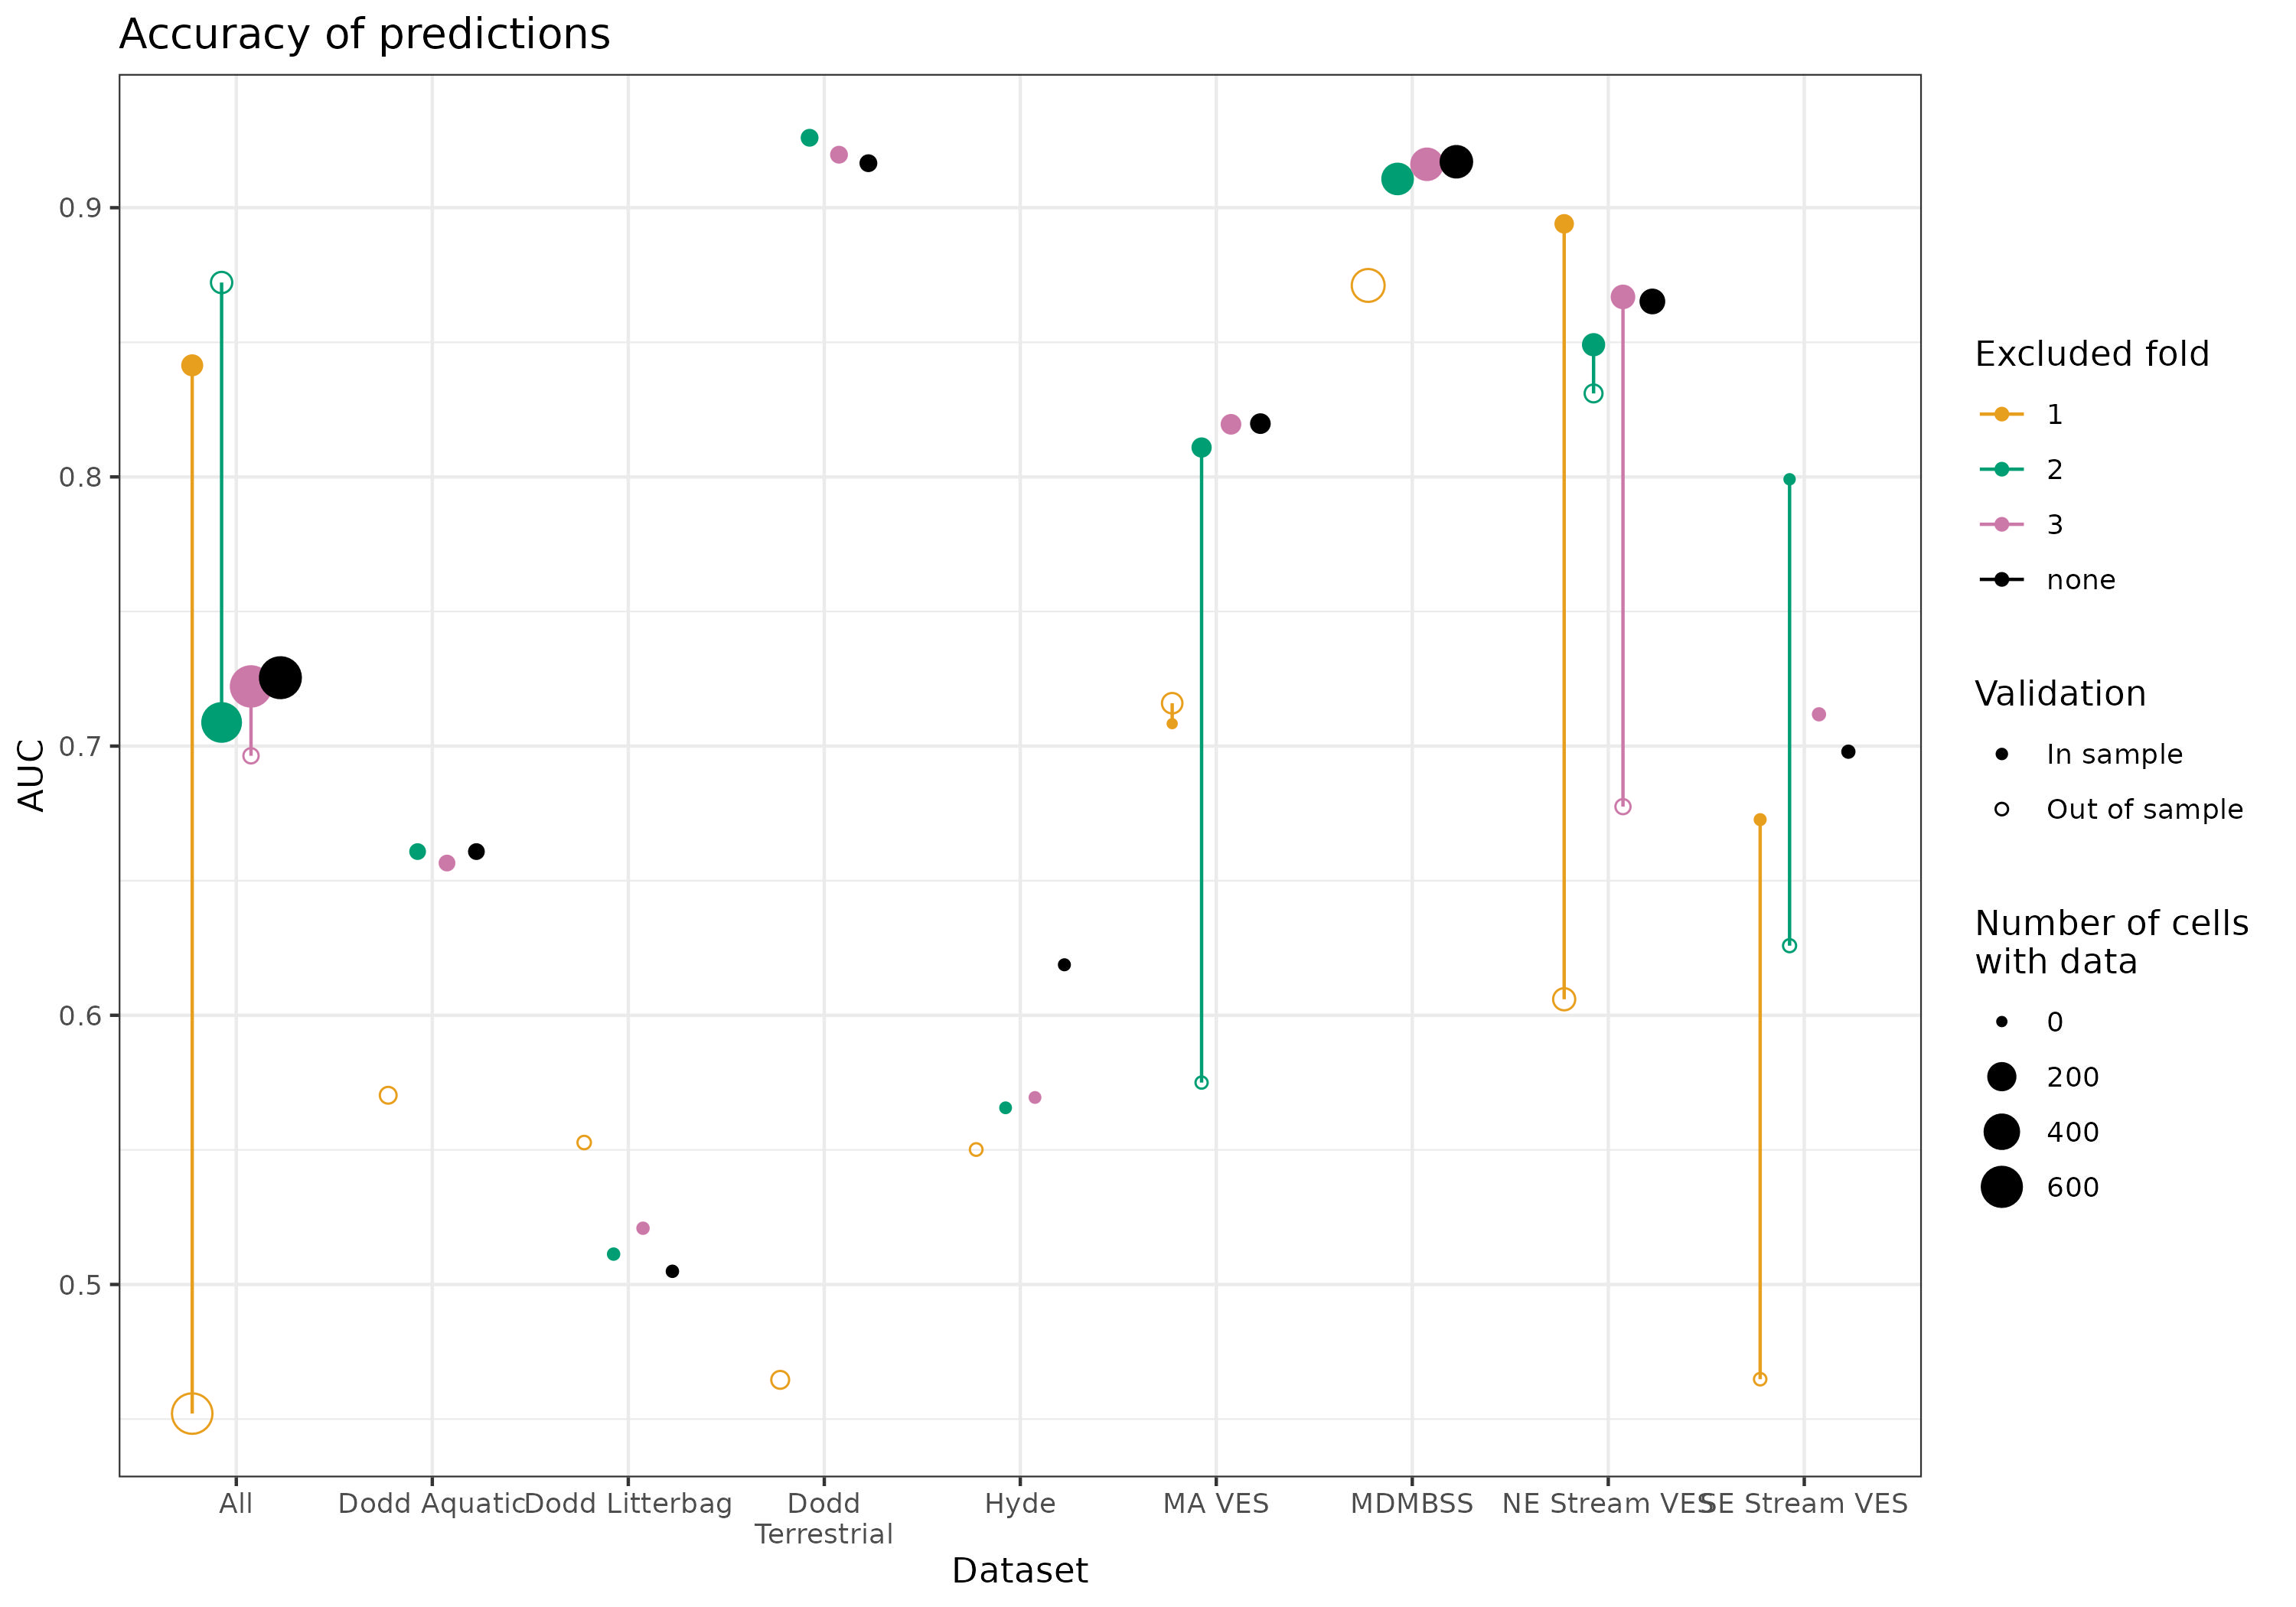 Accuracy of predictions
AUC
0.9
0.8
0.7
0.6
0.5
All
Dodd Aquatic
Dodd Litterbag
Dodd
Terrestrial
Hyde
MA VES
MDMBSS
NE Stream VES
SE Stream VES
Dataset
Excluded fold
1
2
3
none
Validation
In sample
Out of sample
Number of cells
with data
0
200
400
600